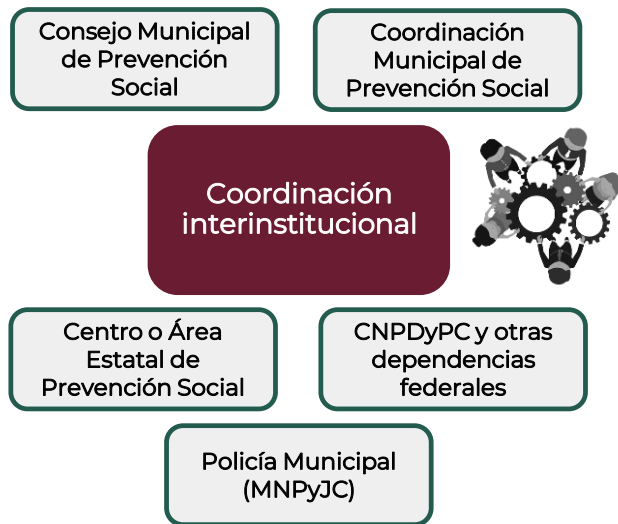 Consejo Municipal
de Prevención
Social
Coordinación
Municipal de
Prevención Social
Coordinación
interinstitucional
Centro o Área
Estatal de
Prevención Social
CNPDyPC y otras
dependencias
federales
Policía Municipal
(MNPyJC)